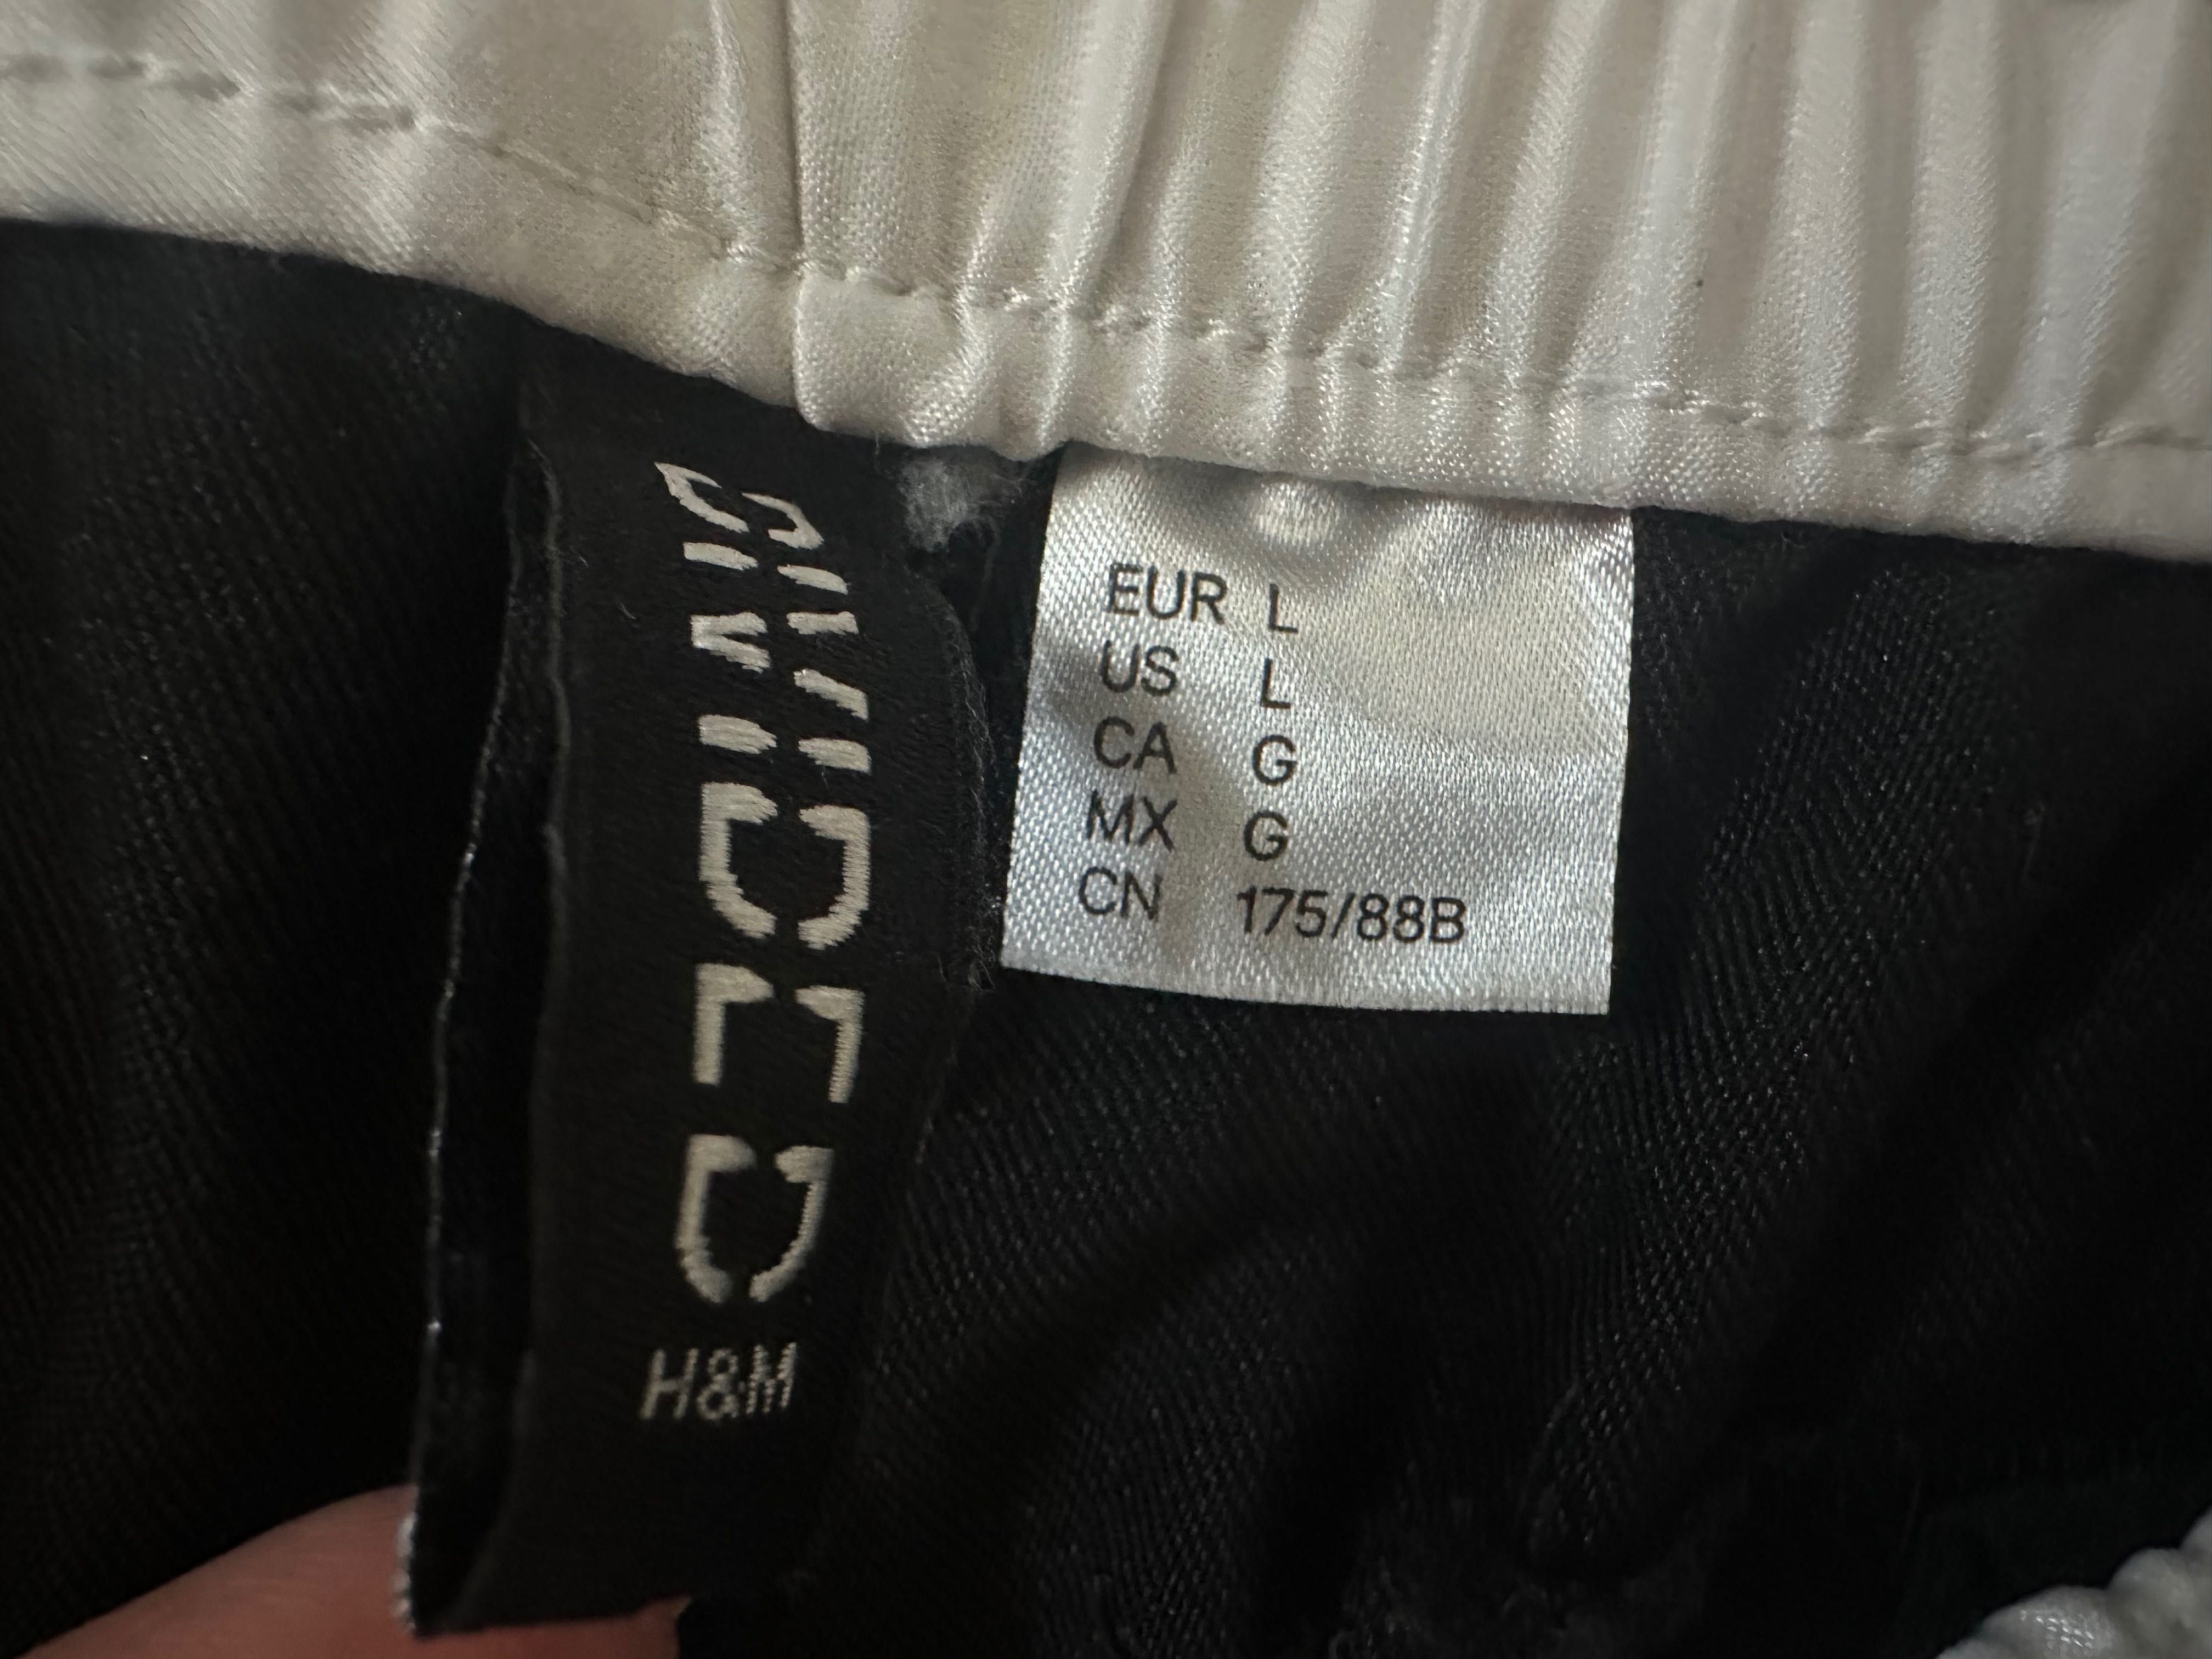 DIVIDED
H&M
EUR L
US L
CA G
MX G
CN 175/88B